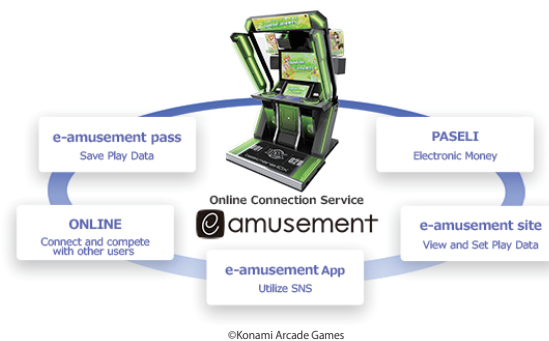 e-amusement pass
Save Play Data
PASELI
Electronic Money
Online Connection Service
e amusement
ONLINE
Connect and compete
with other users
e-amusement site
View and Set Play Data
e-amusement App
Utilize SNS
©Konami Arcade Games